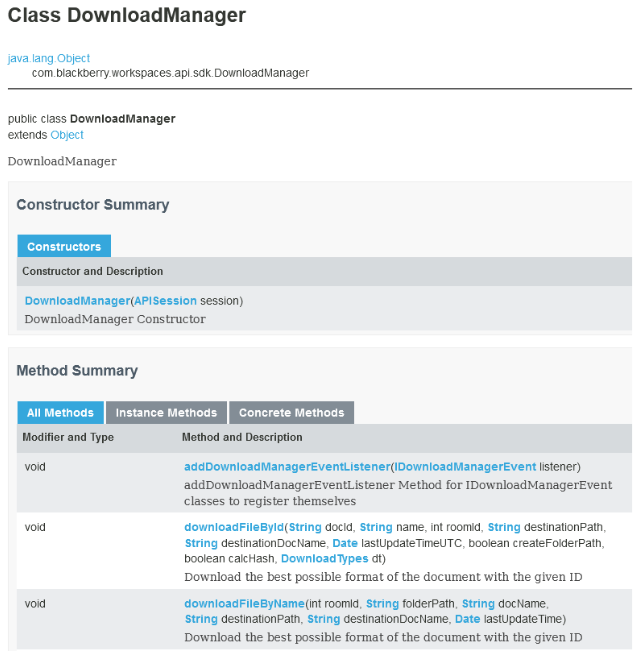 Class DownloadManager
java.lang.Object
com.blackberry.workspaces.api.sdk.DownloadManager
public class DownloadManager
extends Object
DownloadManager
Constructor Summary
Constructors
Constructor and Description
DownloadManager(APISession session)
DownloadManager Constructor
Method Summary
All Methods Instance Methods Concrete Methods
Modifier and Type Method and Description
void addDownloadManagerEventListener(IDownloadManagerEvent listener)
addDownloadManagerEventListener Method for IDownloadManagerEvent
classes to register themselves
void downloadFileById(String docId, String name, int roomId, String destinationPath,
String destinationDocName, Date lastUpdateTimeUTC, boolean createFolderPath,
boolean calcHash, DownloadTypes dt)
Download the best possible format of the document with the given ID
void downloadFileByName(int roomId, String folderPath, String docName,
String destinationPath, String destinationDocName, Date lastUpdateTime)
Download the best possible format of the document with the given ID